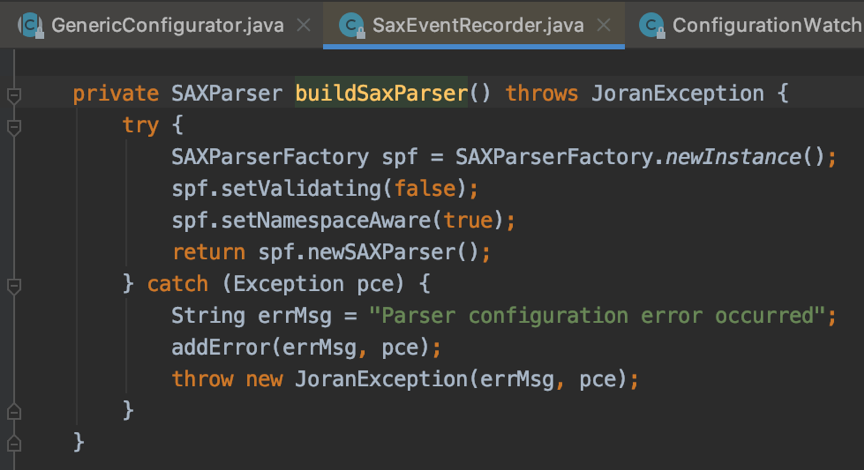 GenericConfigurator.java SaxEventRecorder.java ConfigurationWatch
private SAXParser buildSaxParser() throws JoranException {
try {
SAXParserFactory spf = SAXParserFactory.newInstance();
spf.setValidating(false);
spf.setNamespaceAware(true);
return spf.newSAXParser();
} catch (Exception pce) {
String errMsg = "Parser configuration error occurred";
addError(errMsg, pce);
throw new JoranException(errMsg, pce);
}
}